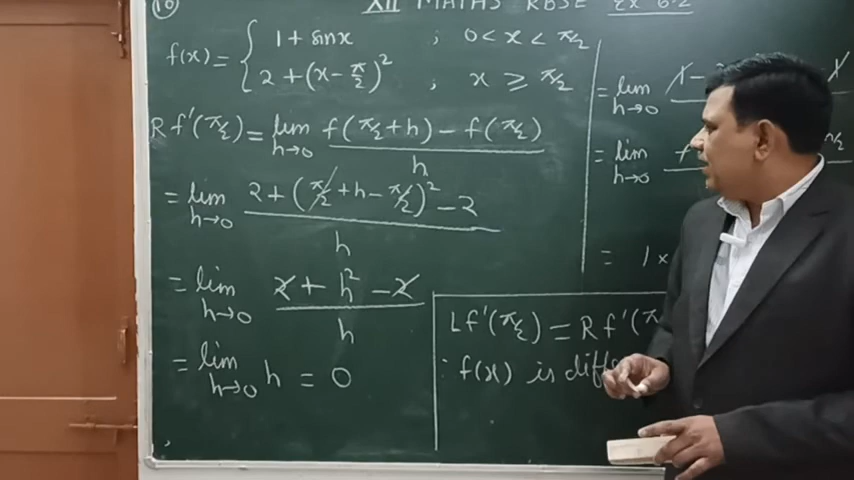 (10) XII MATHS RBSE Ex 6.2
f(x) = { 1 + sinx ; 0 < x < π/2
2 + (x - π/2)² ; x ≥ π/2
R f'(π/2) = lim h→0 f(π/2 + h) - f(π/2) / h
= lim h→0 2 + (π/2 + h - π/2)² - 2 / h
= lim h→0 2 + h² - 2 / h
= lim h→0 h = 0
= lim h→0 1 -
= lim h→0
= 1 ×
Lf'(π/2) = R f'(π
∴ f(x) is diff